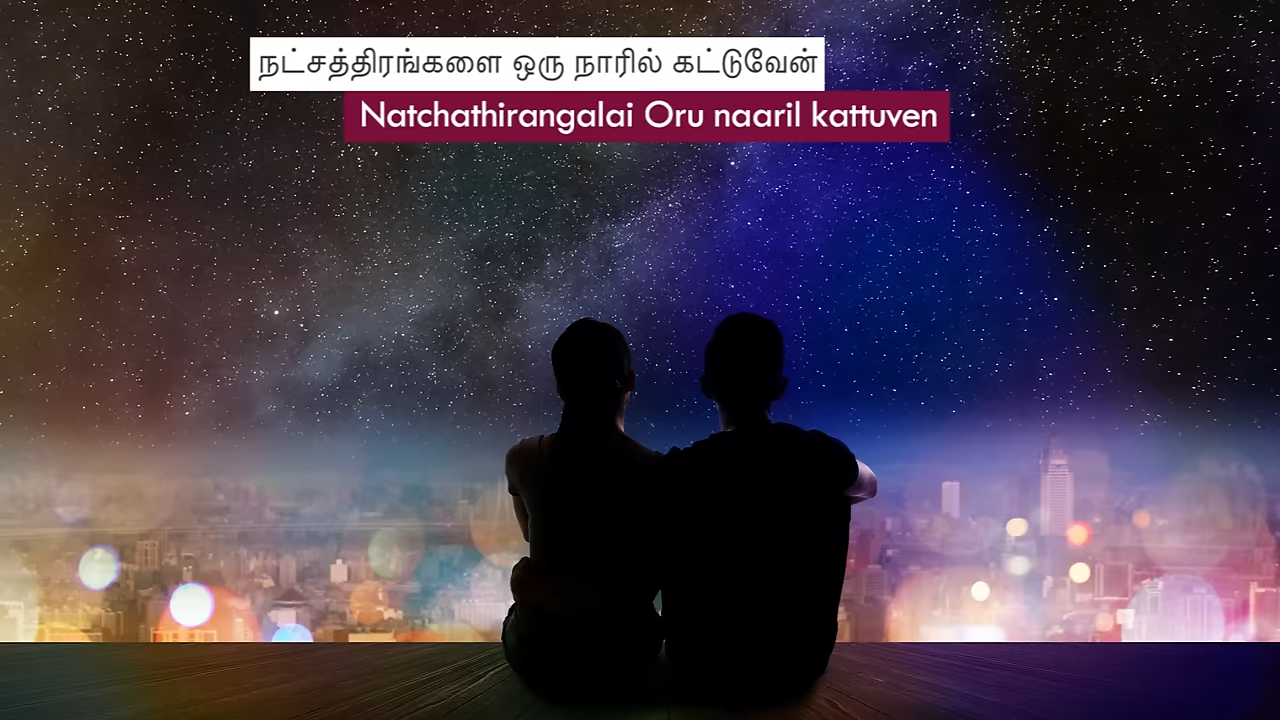 நட்சத்திரங்களை ஒரு நாரில் கட்டுவேன்
Natchathirangalai Oru naaril kattuven